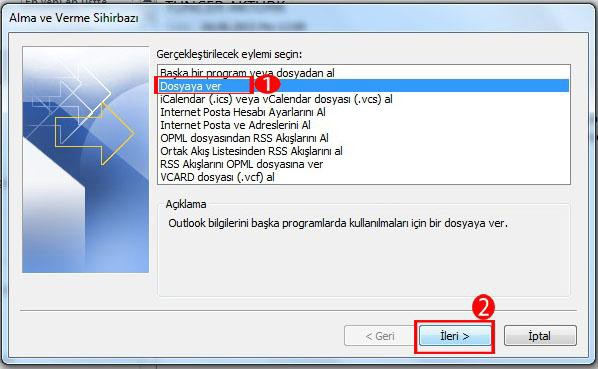 Alma ve Verme Sihirbazı
Gerçekleştirilecek eylemi seçin:
Başka bir program veya dosyadan al
Dosyaya ver
1
iCalendar (.ics) veya vCalendar dosyası (.vcs) al
Internet Posta Hesabı Ayarlarını Al
Internet Posta ve Adreslerini Al
OPML dosyasından RSS Akışlarını al
Ortak Akış Listesinden RSS Akışlarını al
RSS Akışlarını OPML dosyasına ver
VCARD dosyası (.vcf) al
Açıklama
Outlook bilgilerini başka programlarda kullanılmaları için bir dosyaya ver.
2
< Geri
İleri >
İptal